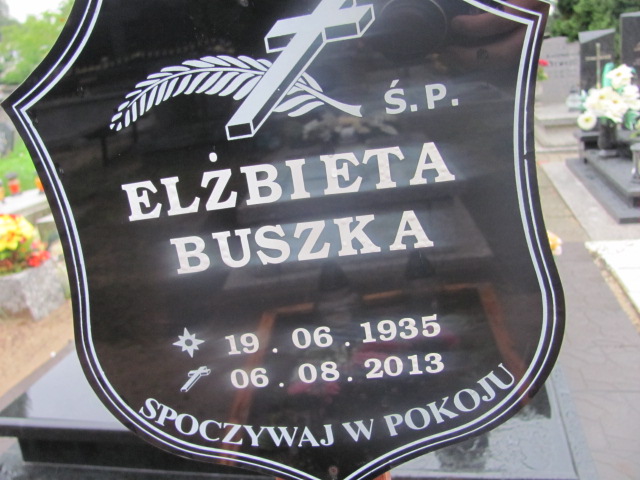 Ś.P.
ELŻBIETA
BUSZKA
19.06.1935
06.08.2013
SPOCZYWAJ W POKOJU